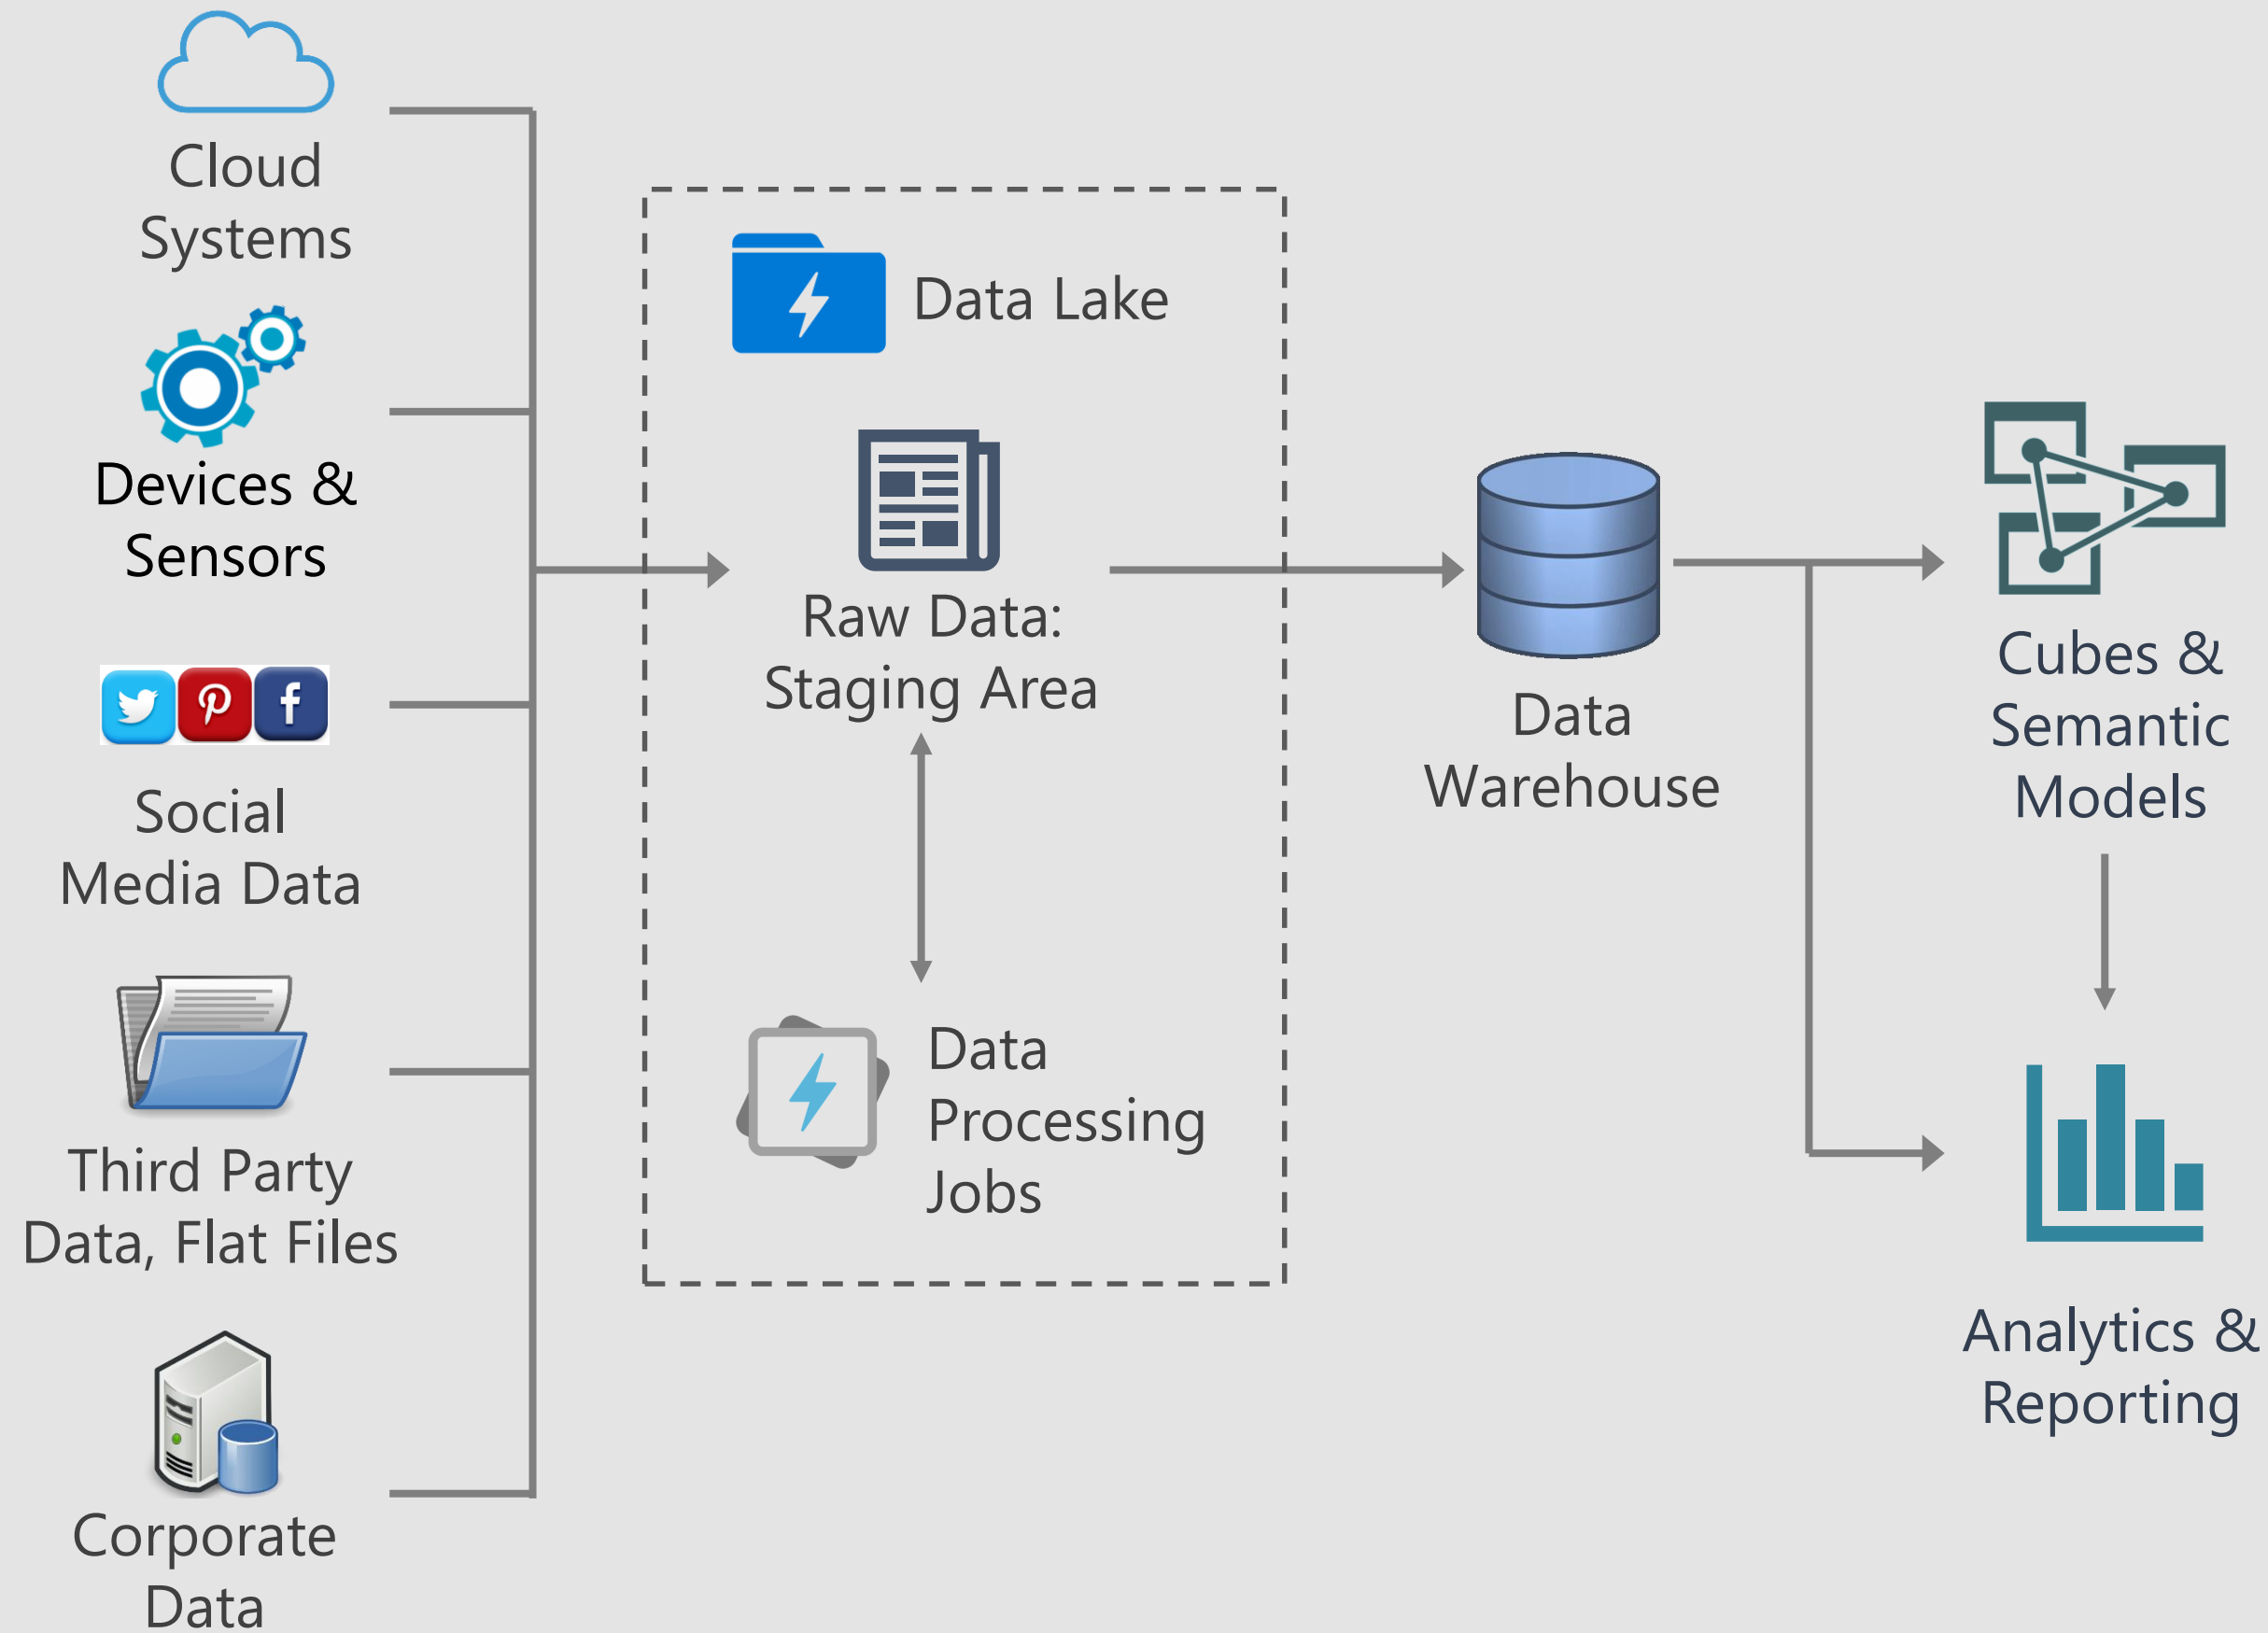 Cloud
Systems
Devices &
Sensors
Social
Media Data
Third Party
Data, Flat Files
Corporate
Data
Data Lake
Raw Data:
Staging Area
Data
Processing
Jobs
Data
Warehouse
Cubes &
Semantic
Models
Analytics &
Reporting